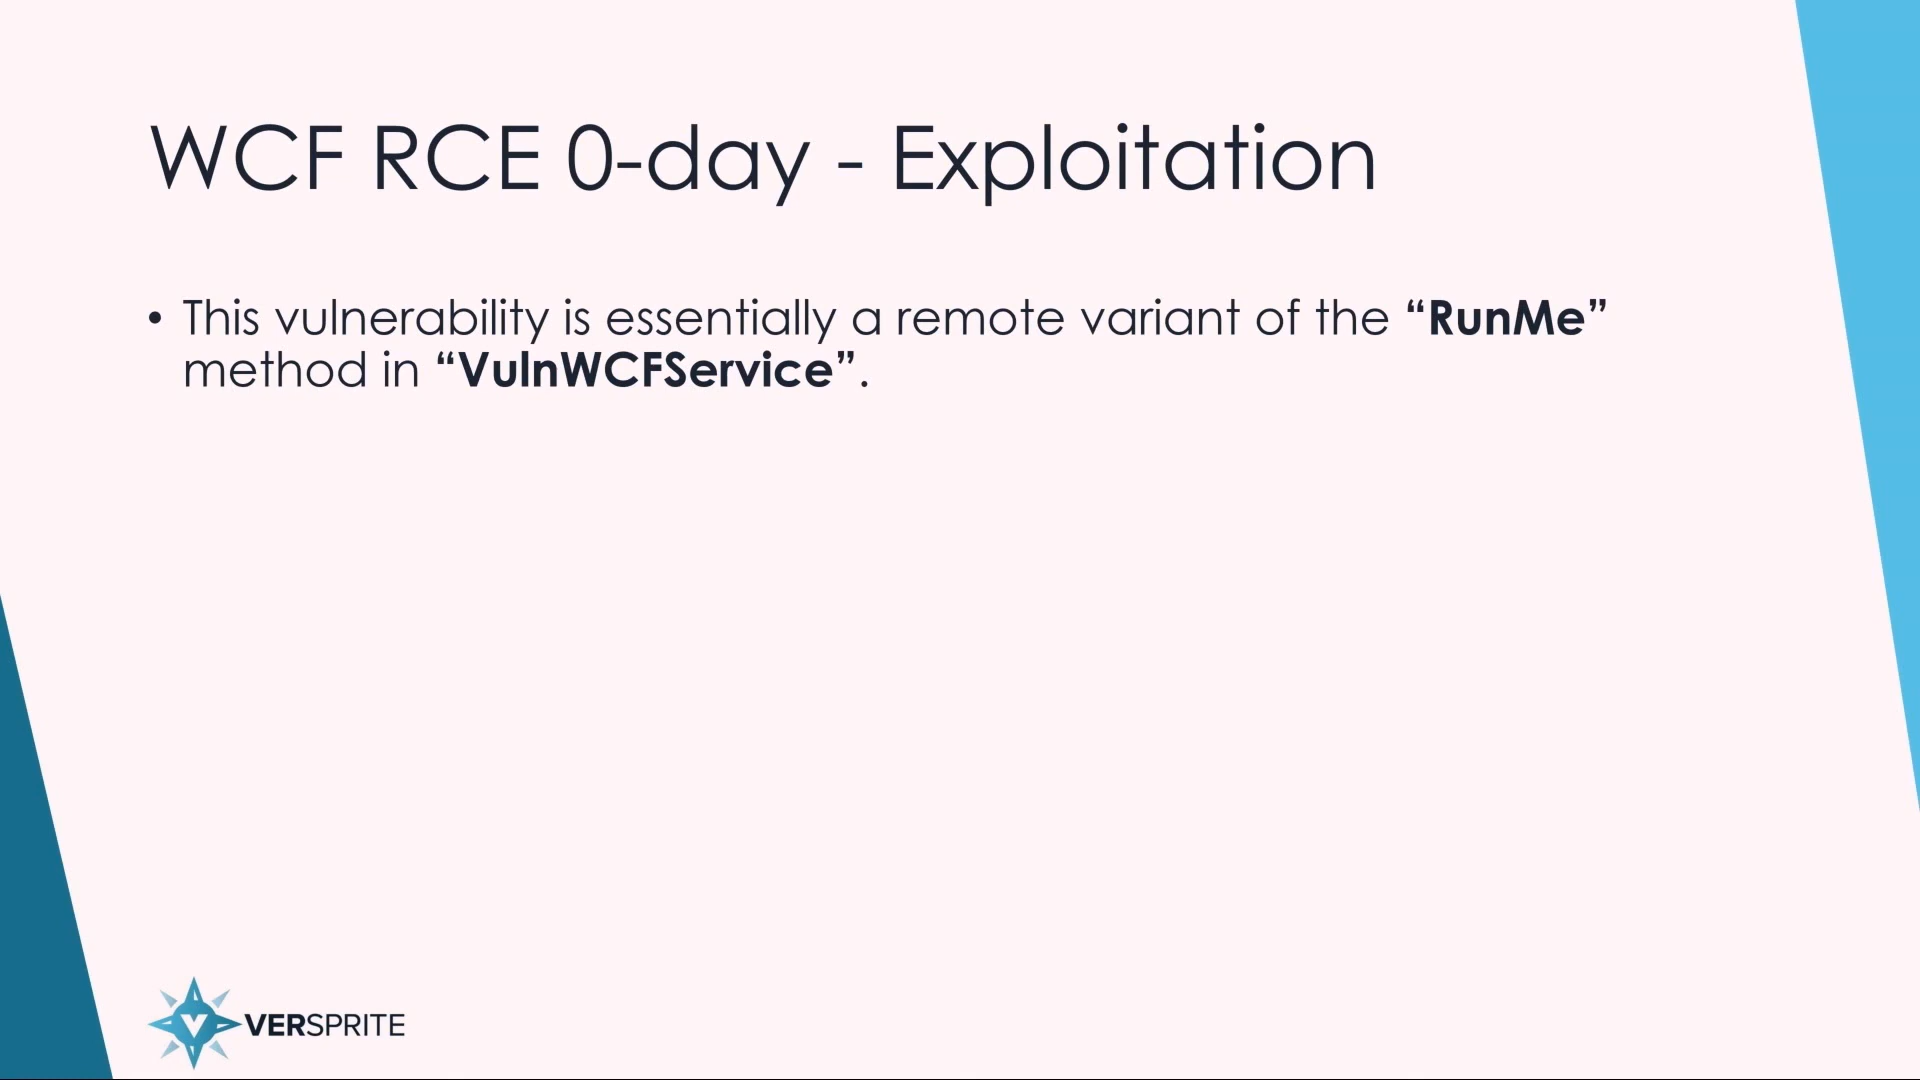 WCF RCE 0-day - Exploitation
• This vulnerability is essentially a remote variant of the “RunMe”
method in “VulnWCFService”.
VERSPRITE